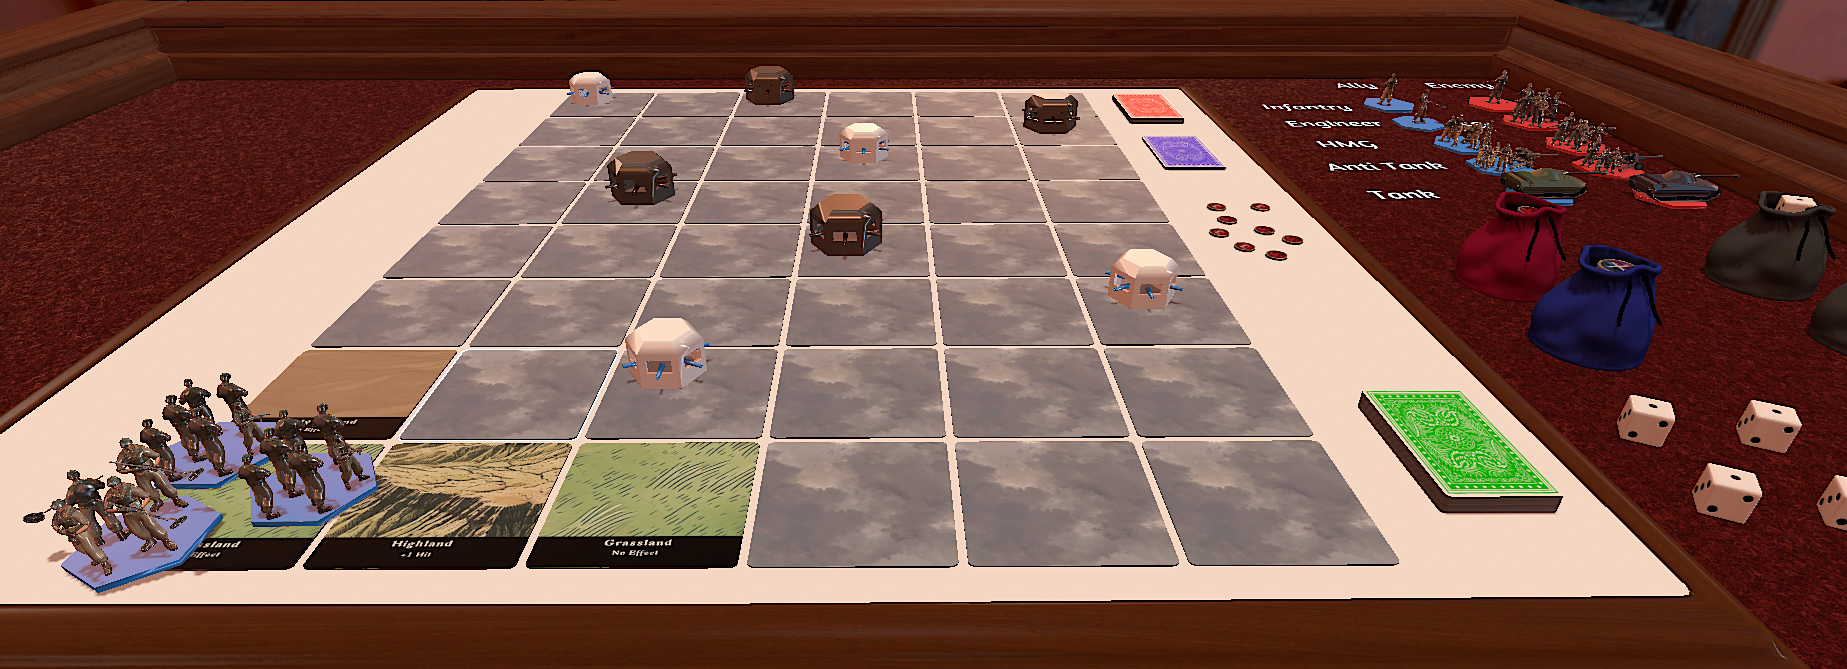 Ally Enemy
Infantry
Engineer
HMG
Anti Tank
Tank
Highland
+1 Hit
Grassland
No Effect